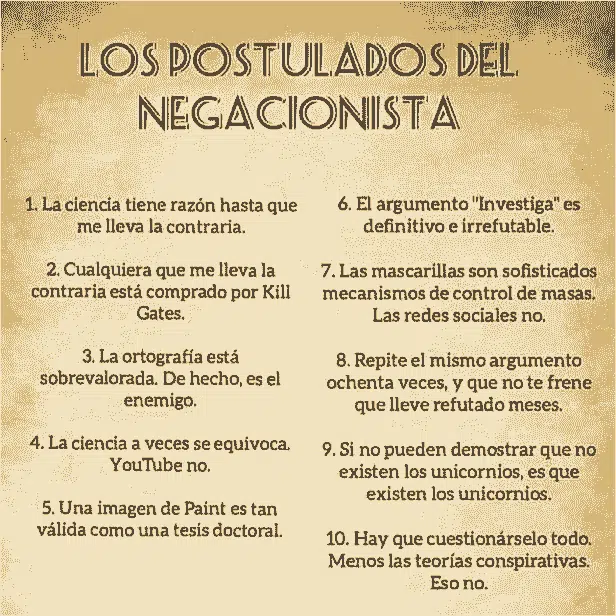 LOS POSTULADOS DEL
NEGACIONISTA
1. La ciencia tiene razón hasta que
me lleva la contraria.
2. Cualquiera que me lleva la
contraria está comprado por Kill
Gates.
3. La ortografía está
sobrevalorada. De hecho, es el
enemigo.
4. La ciencia a veces se equivoca.
YouTube no.
5. Una imagen de Paint es tan
válida como una tesis doctoral.
6. El argumento "Investiga" es
definitivo e irrefutable.
7. Las mascarillas son sofisticados
mecanismos de control de masas.
Las redes sociales no.
8. Repite el mismo argumento
ochenta veces, y que no te frene
que lleve refutado meses.
9. Si no pueden demostrar que no
existen los unicornios, es que
existen los unicornios.
10. Hay que cuestionárselo todo.
Menos las teorías conspirativas.
Eso no.